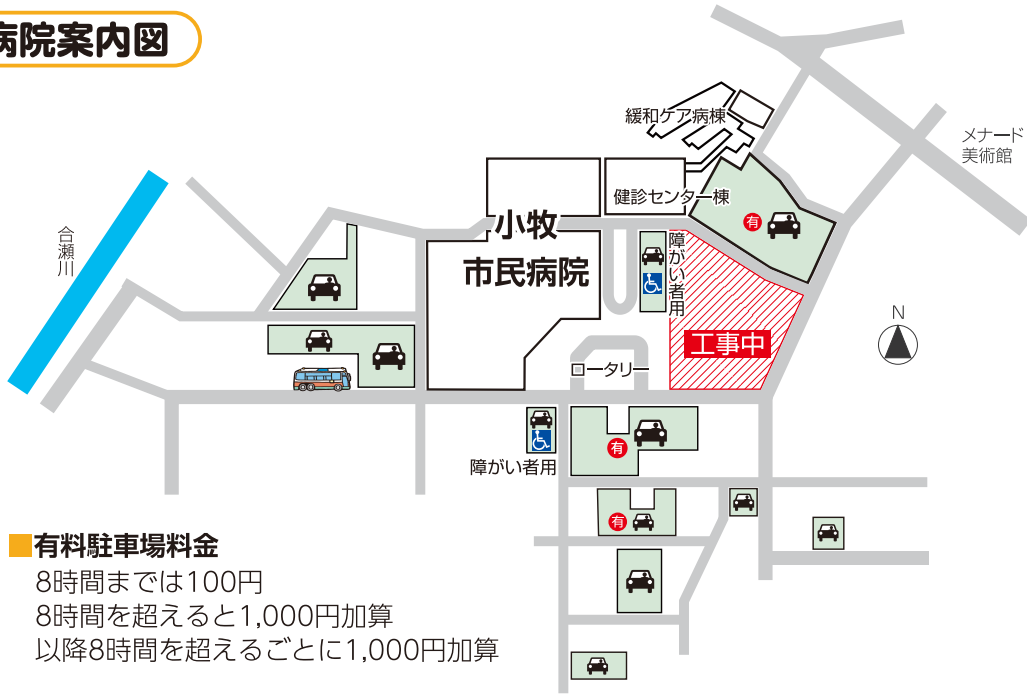 病院案内図
緩和ケア病棟
メナード
美術館
健診センター棟
有
合瀬川
小牧
市民病院
障がい者用
工事中
N
ロータリー
有
障がい者用
有
有料駐車場料金
8時間までは100円
8時間を超えると1,000円加算
以降8時間を超えるごとに1,000円加算